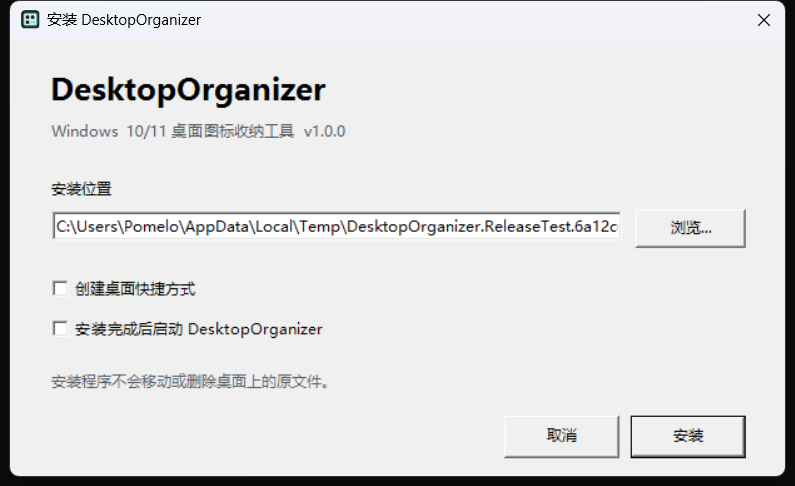 安装 DesktopOrganizer
DesktopOrganizer
Windows 10/11 桌面图标收纳工具 v1.0.0
安装位置
C:\Users\Pomelo\AppData\Local\Temp\DesktopOrganizer.ReleaseTest.6a12c
浏览...
创建桌面快捷方式
安装完成后启动 DesktopOrganizer
安装程序不会移动或删除桌面上的原文件。
取消 安装